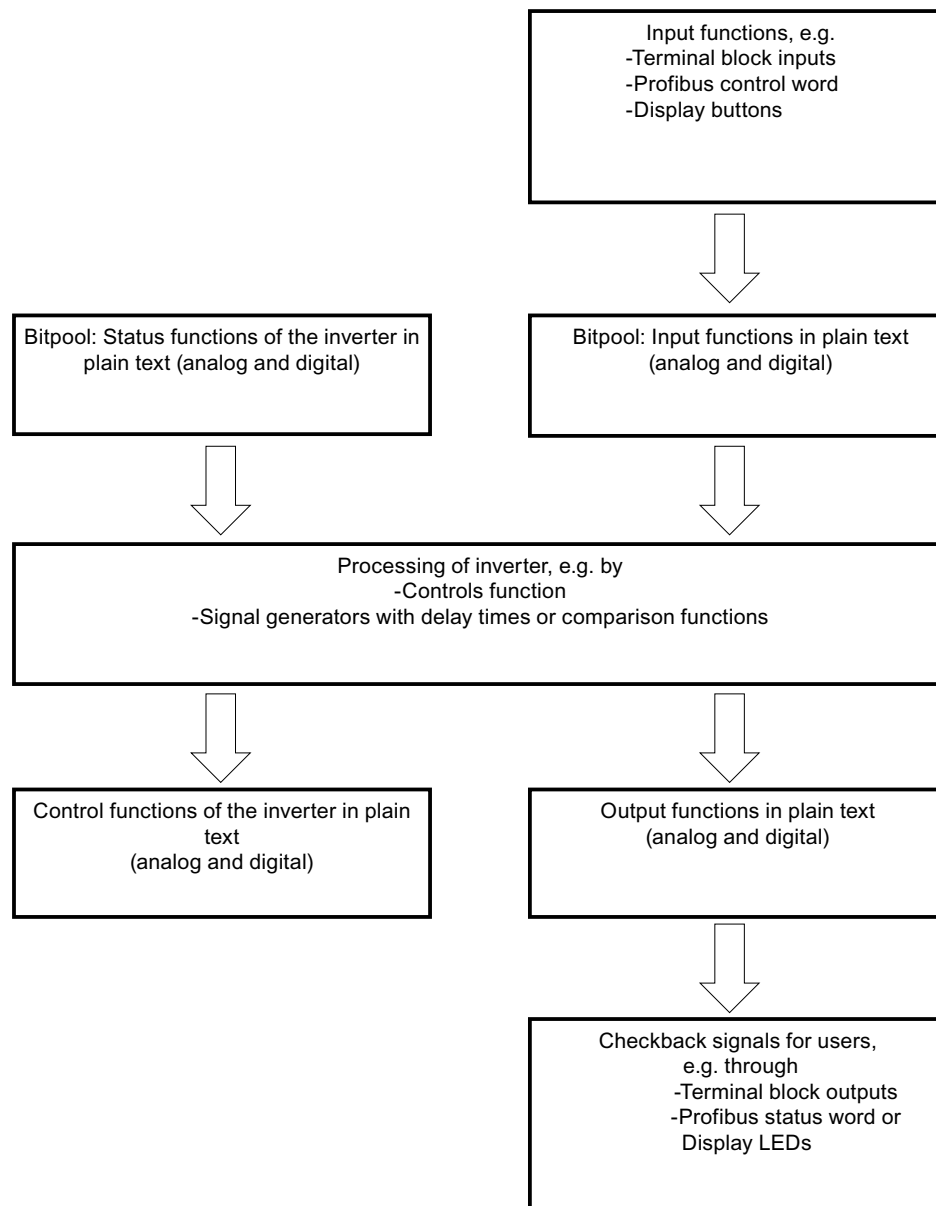 Input functions, e.g.
-Terminal block inputs
-Profibus control word
-Display buttons
Bitpool: Status functions of the inverter in
plain text (analog and digital)
Bitpool: Input functions in plain text
(analog and digital)
Processing of inverter, e.g. by
-Controls function
-Signal generators with delay times or comparison functions
Control functions of the inverter in plain
text
(analog and digital)
Output functions in plain text
(analog and digital)
Checkback signals for users,
e.g. through
-Terminal block outputs
-Profibus status word or
Display LEDs